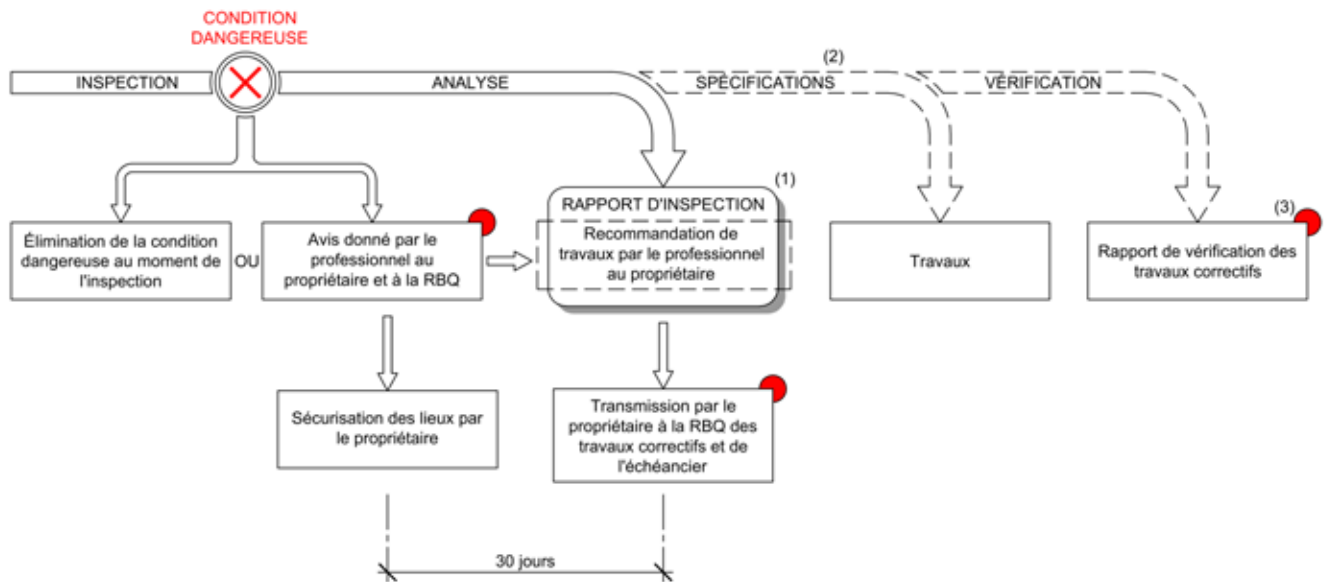 CONDITION
DANGEREUSE
INSPECTION
ANALYSE
(2)
SPÉCIFICATIONS
VÉRIFICATION
(1)
RAPPORT D'INSPECTION
Recommandation de
travaux par le professionnel
au propriétaire
Élimination de la condition
dangereuse au moment de
l'inspection
OU
Avis donné par le
professionnel au
propriétaire et à la RBQ
Travaux
(3)
Rapport de vérification des
travaux correctifs
Sécurisation des lieux par
le propriétaire
Transmission par le
propriétaire à la RBQ des
travaux correctifs et de
l'échéancier
30 jours